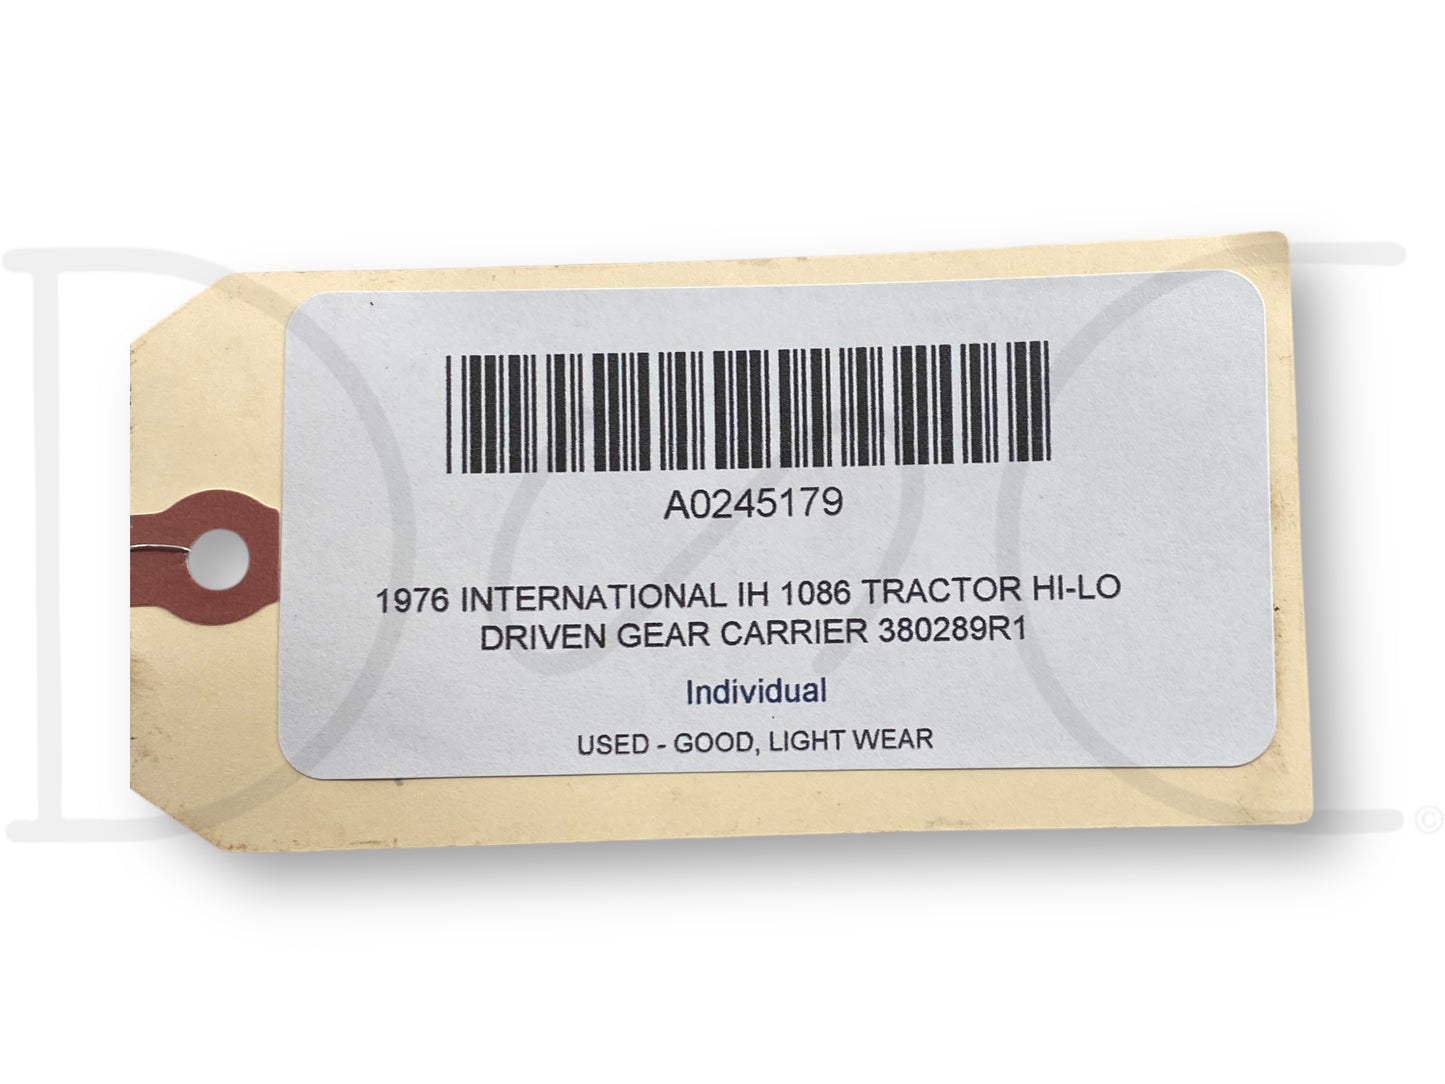 A0245179
1976 INTERNATIONAL IH 1086 TRACTOR HI-LO
DRIVEN GEAR CARRIER 380289R1
Individual
USED - GOOD, LIGHT WEAR
©